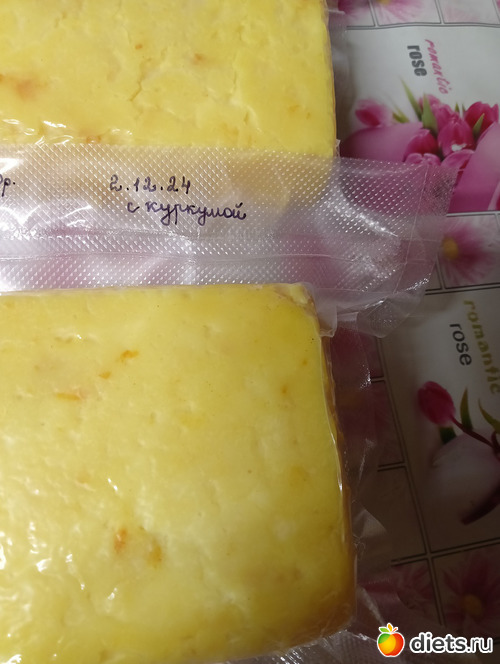 romantic
rose
р.
2.12.24
с куркумой
romantic
rose
diets.ru